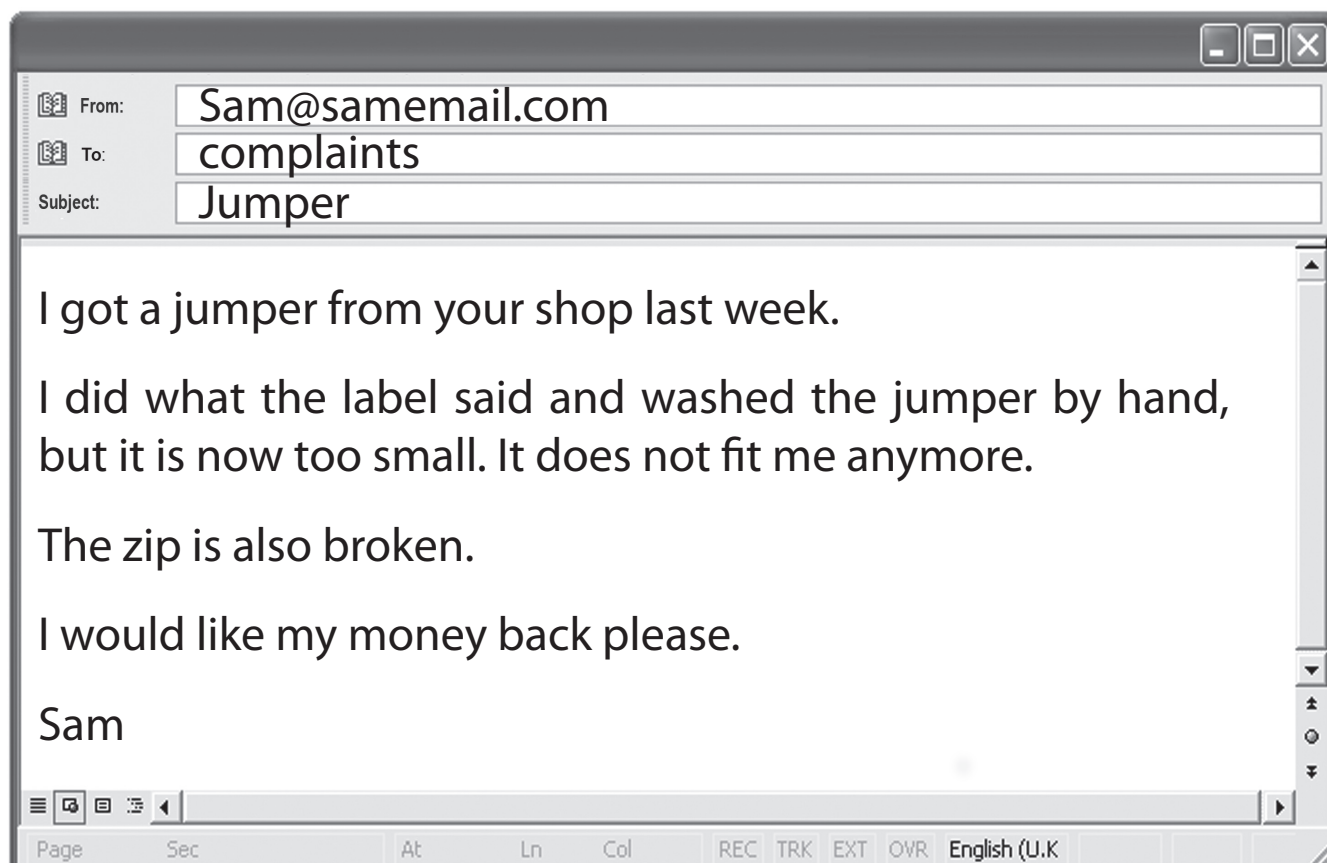 From: Sam@samemail.com
To: complaints
Subject: Jumper
I got a jumper from your shop last week.
I did what the label said and washed the jumper by hand,
but it is now too small. It does not fit me anymore.
The zip is also broken.
I would like my money back please.
Sam
Page Sec At Ln Col REC TRK EXT OVR English (U.K